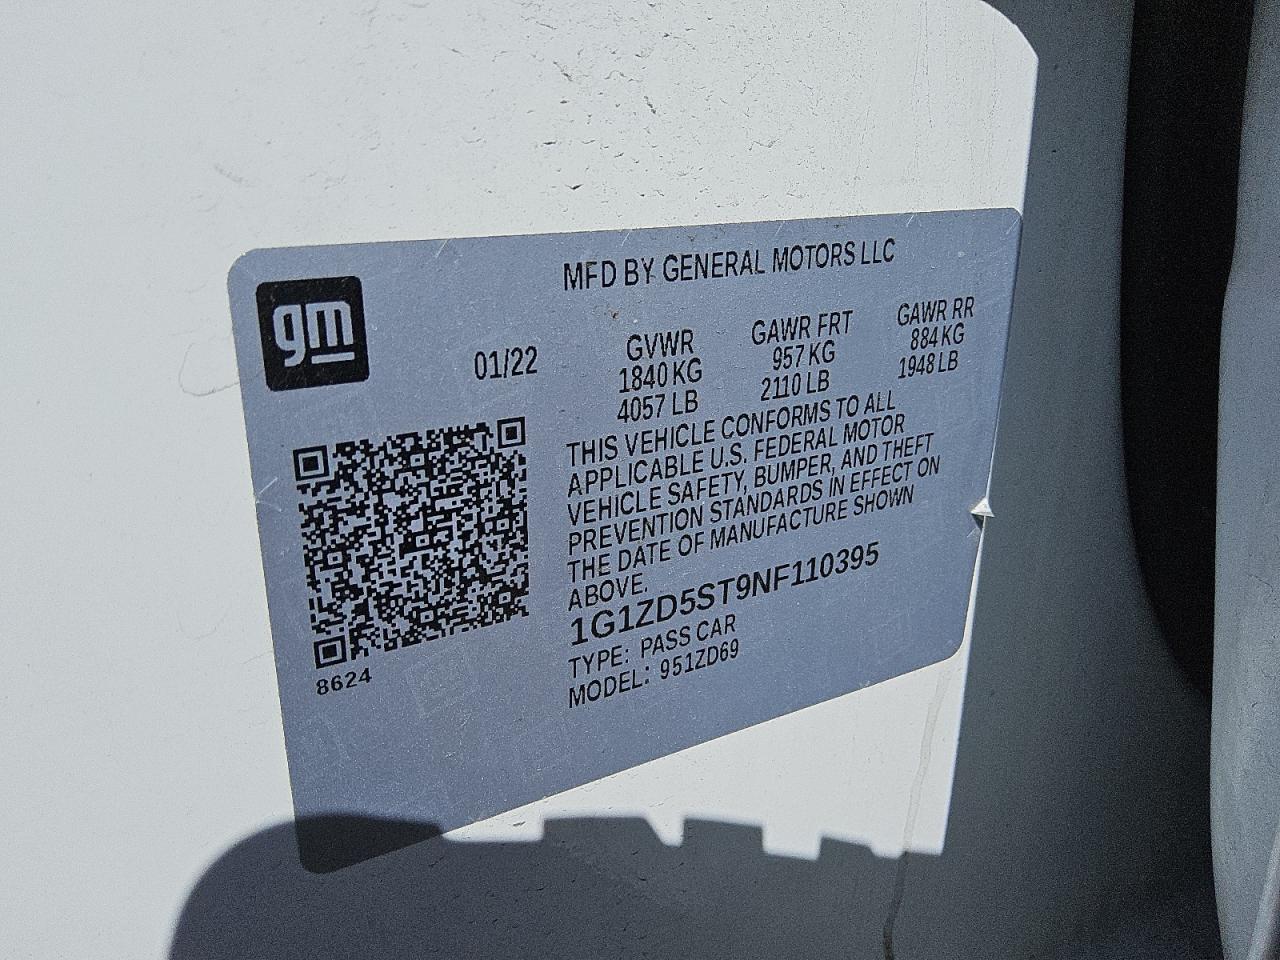 gm
MFD BY GENERAL MOTORS LLC
01/22
GVWR
1840 KG
4057 LB
GAWR FRT
957 KG
2110 LB
GAWR RR
884 KG
1948 LB
THIS VEHICLE CONFORMS TO ALL
APPLICABLE U.S. FEDERAL MOTOR
VEHICLE SAFETY, BUMPER, AND THEFT
PREVENTION STANDARDS IN EFFECT ON
THE DATE OF MANUFACTURE SHOWN
ABOVE.
1G1ZD5ST9NF110395
TYPE: PASS CAR
MODEL: 951ZD69
8624